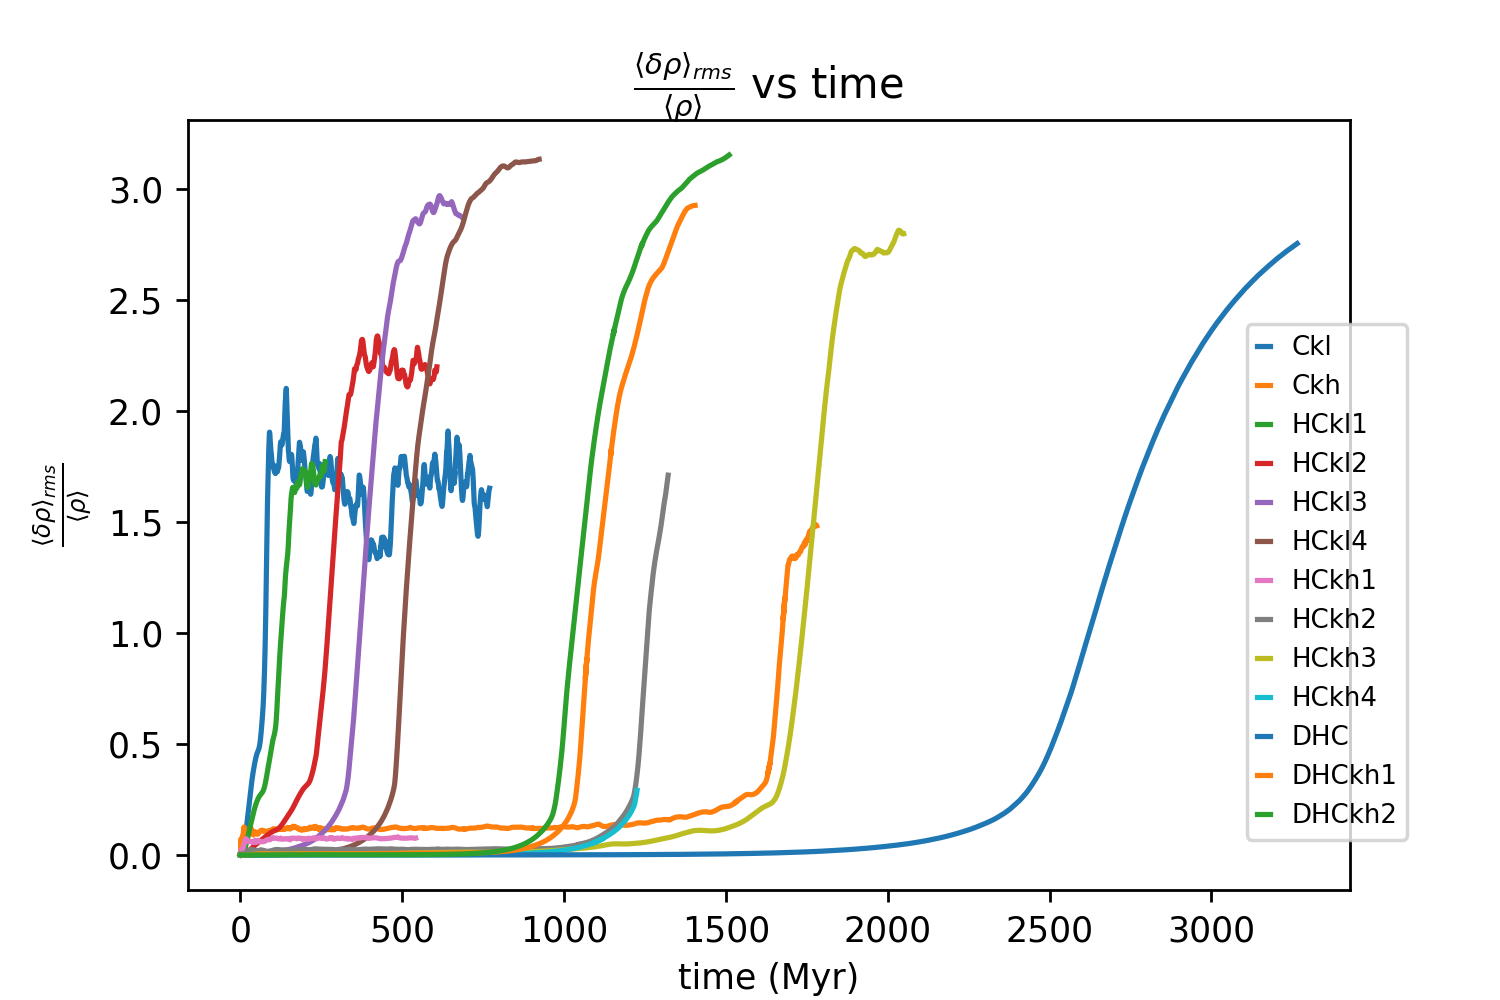 ⟨δρ⟩rms / ⟨ρ⟩ vs time
⟨δρ⟩rms / ⟨ρ⟩
3.0
2.5
2.0
1.5
1.0
0.5
0.0
0 500 1000 1500 2000 2500 3000
time (Myr)
Ckl
Ckh
HCkl1
HCkl2
HCkl3
HCkl4
HCkh1
HCkh2
HCkh3
HCkh4
DHC
DHCkh1
DHCkh2